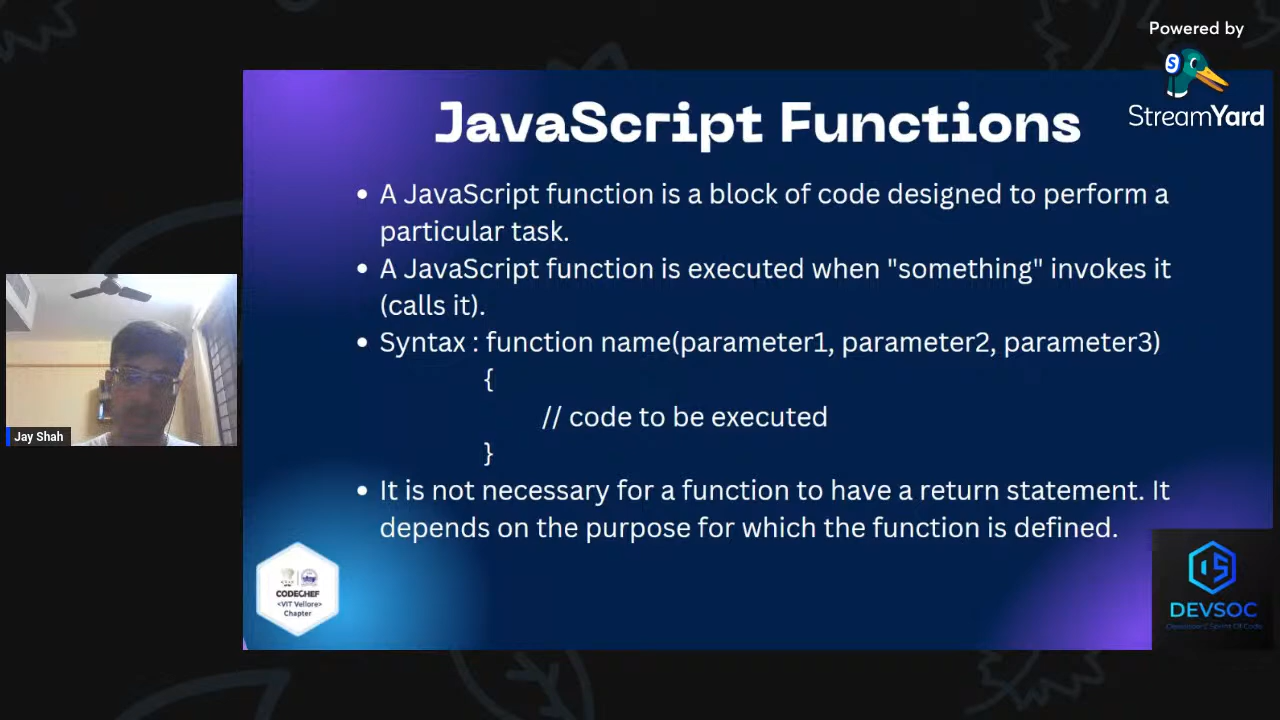 Powered by
StreamYard
JavaScript Functions
• A JavaScript function is a block of code designed to perform a
particular task.
• A JavaScript function is executed when "something" invokes it
(calls it).
• Syntax : function name(parameter1, parameter2, parameter3)
{
// code to be executed
}
• It is not necessary for a function to have a return statement. It
depends on the purpose for which the function is defined.
Jay Shah
CODECHEF
<VIT Vellore>
Chapter
DEVSOC